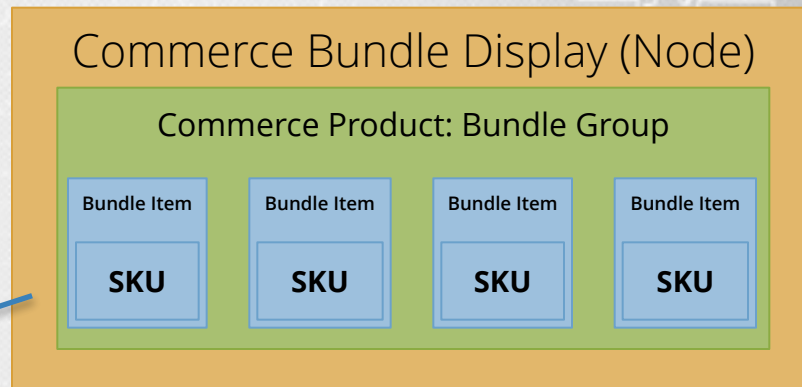 Commerce Bundle Display (Node)
Commerce Product: Bundle Group
Bundle Item
Bundle Item
Bundle Item
Bundle Item
SKU
SKU
SKU
SKU